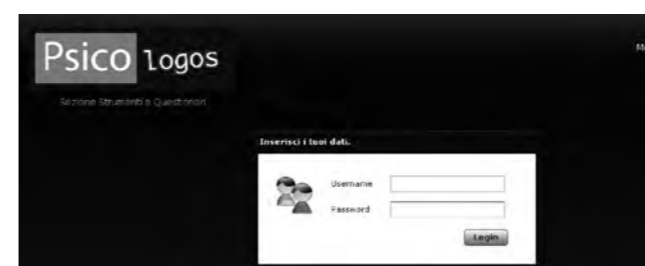 Psico logos
Sezione Strumenti e Questionari
Inserisci i tuoi dati.
Username
Password
Login